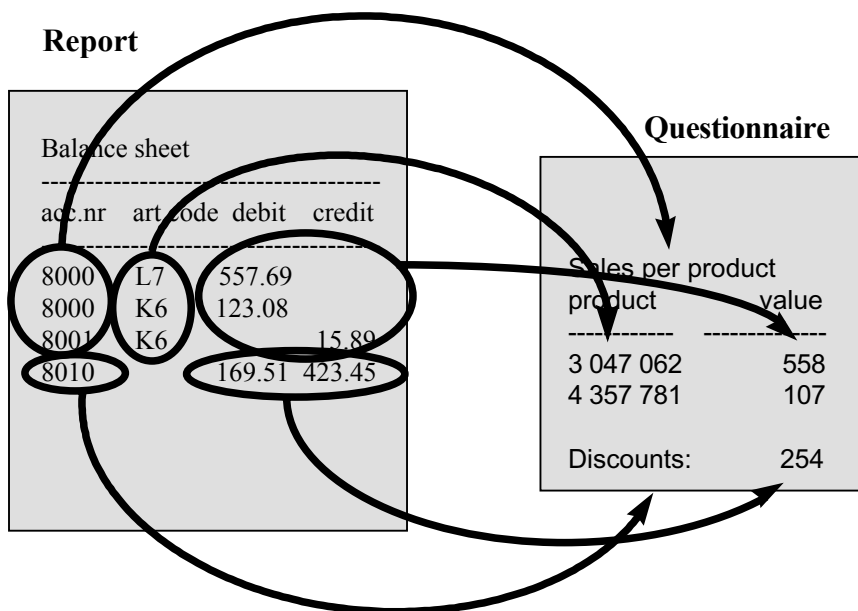 Report
Balance sheet
----------------------------------
acc.nr art.code debit credit
----------------------------------
8000 L7 557.69
8000 K6 123.08
8001 K6 15.89
8010 169.51 423.45
Questionnaire
Sales per product
product value
------------ --------------
3 047 062 558
4 357 781 107
Discounts: 254